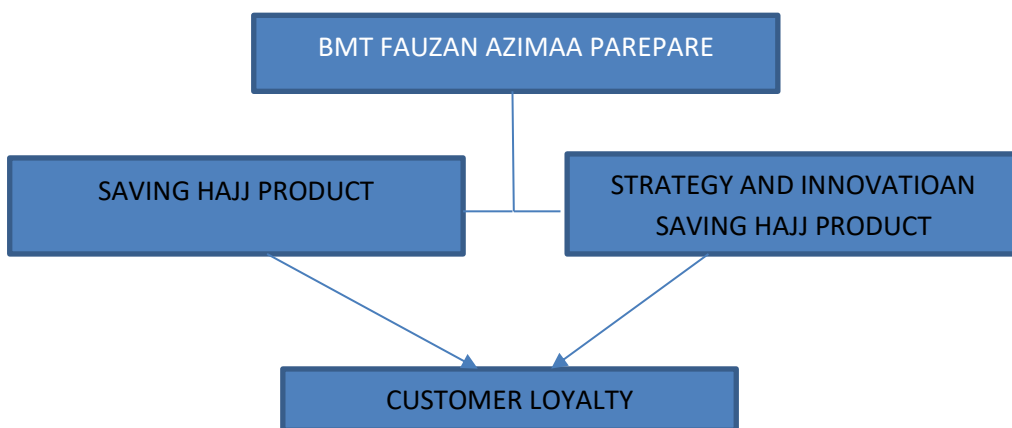 BMT FAUZAN AZIMAA PAREPARE
SAVING HAJJ PRODUCT
STRATEGY AND INNOVATIOAN
SAVING HAJJ PRODUCT
CUSTOMER LOYALTY